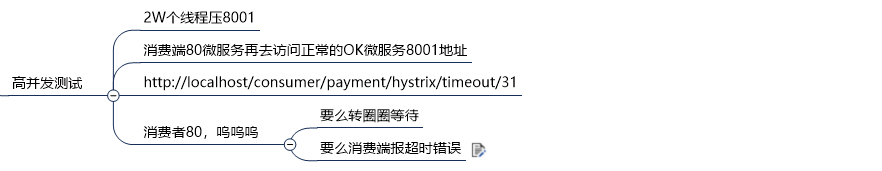 2W个线程压8001
消费端80微服务再去访问正常的OK微服务8001地址
高并发测试
http://localhost/consumer/payment/hystrix/timeout/31
消费者80，呜呜呜
要么转圈圈等待
要么消费端报超时错误